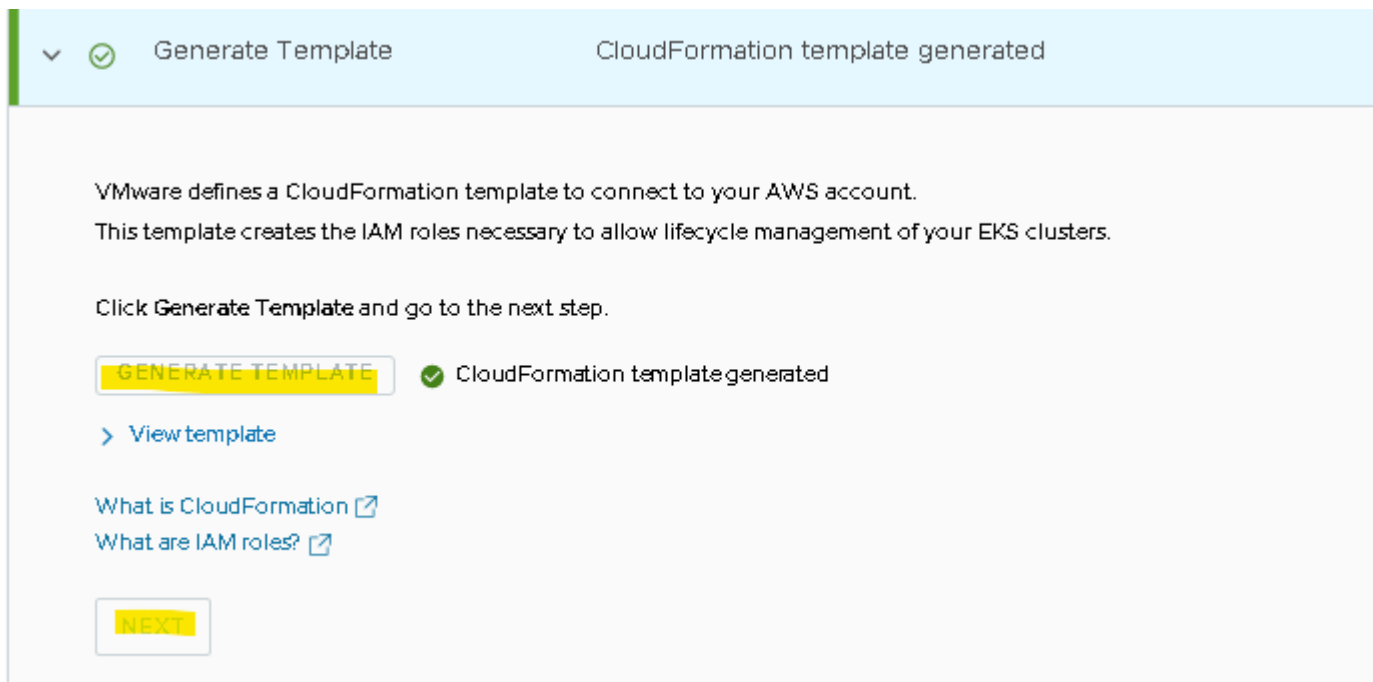 Generate Template CloudFormation template generated
VMware defines a CloudFormation template to connect to your AWS account.
This template creates the IAM roles necessary to allow lifecycle management of your EKS clusters.
Click Generate Template and go to the next step.
GENERATE TEMPLATE CloudFormation template generated
View template
What is CloudFormation
What are IAM roles?
NEXT